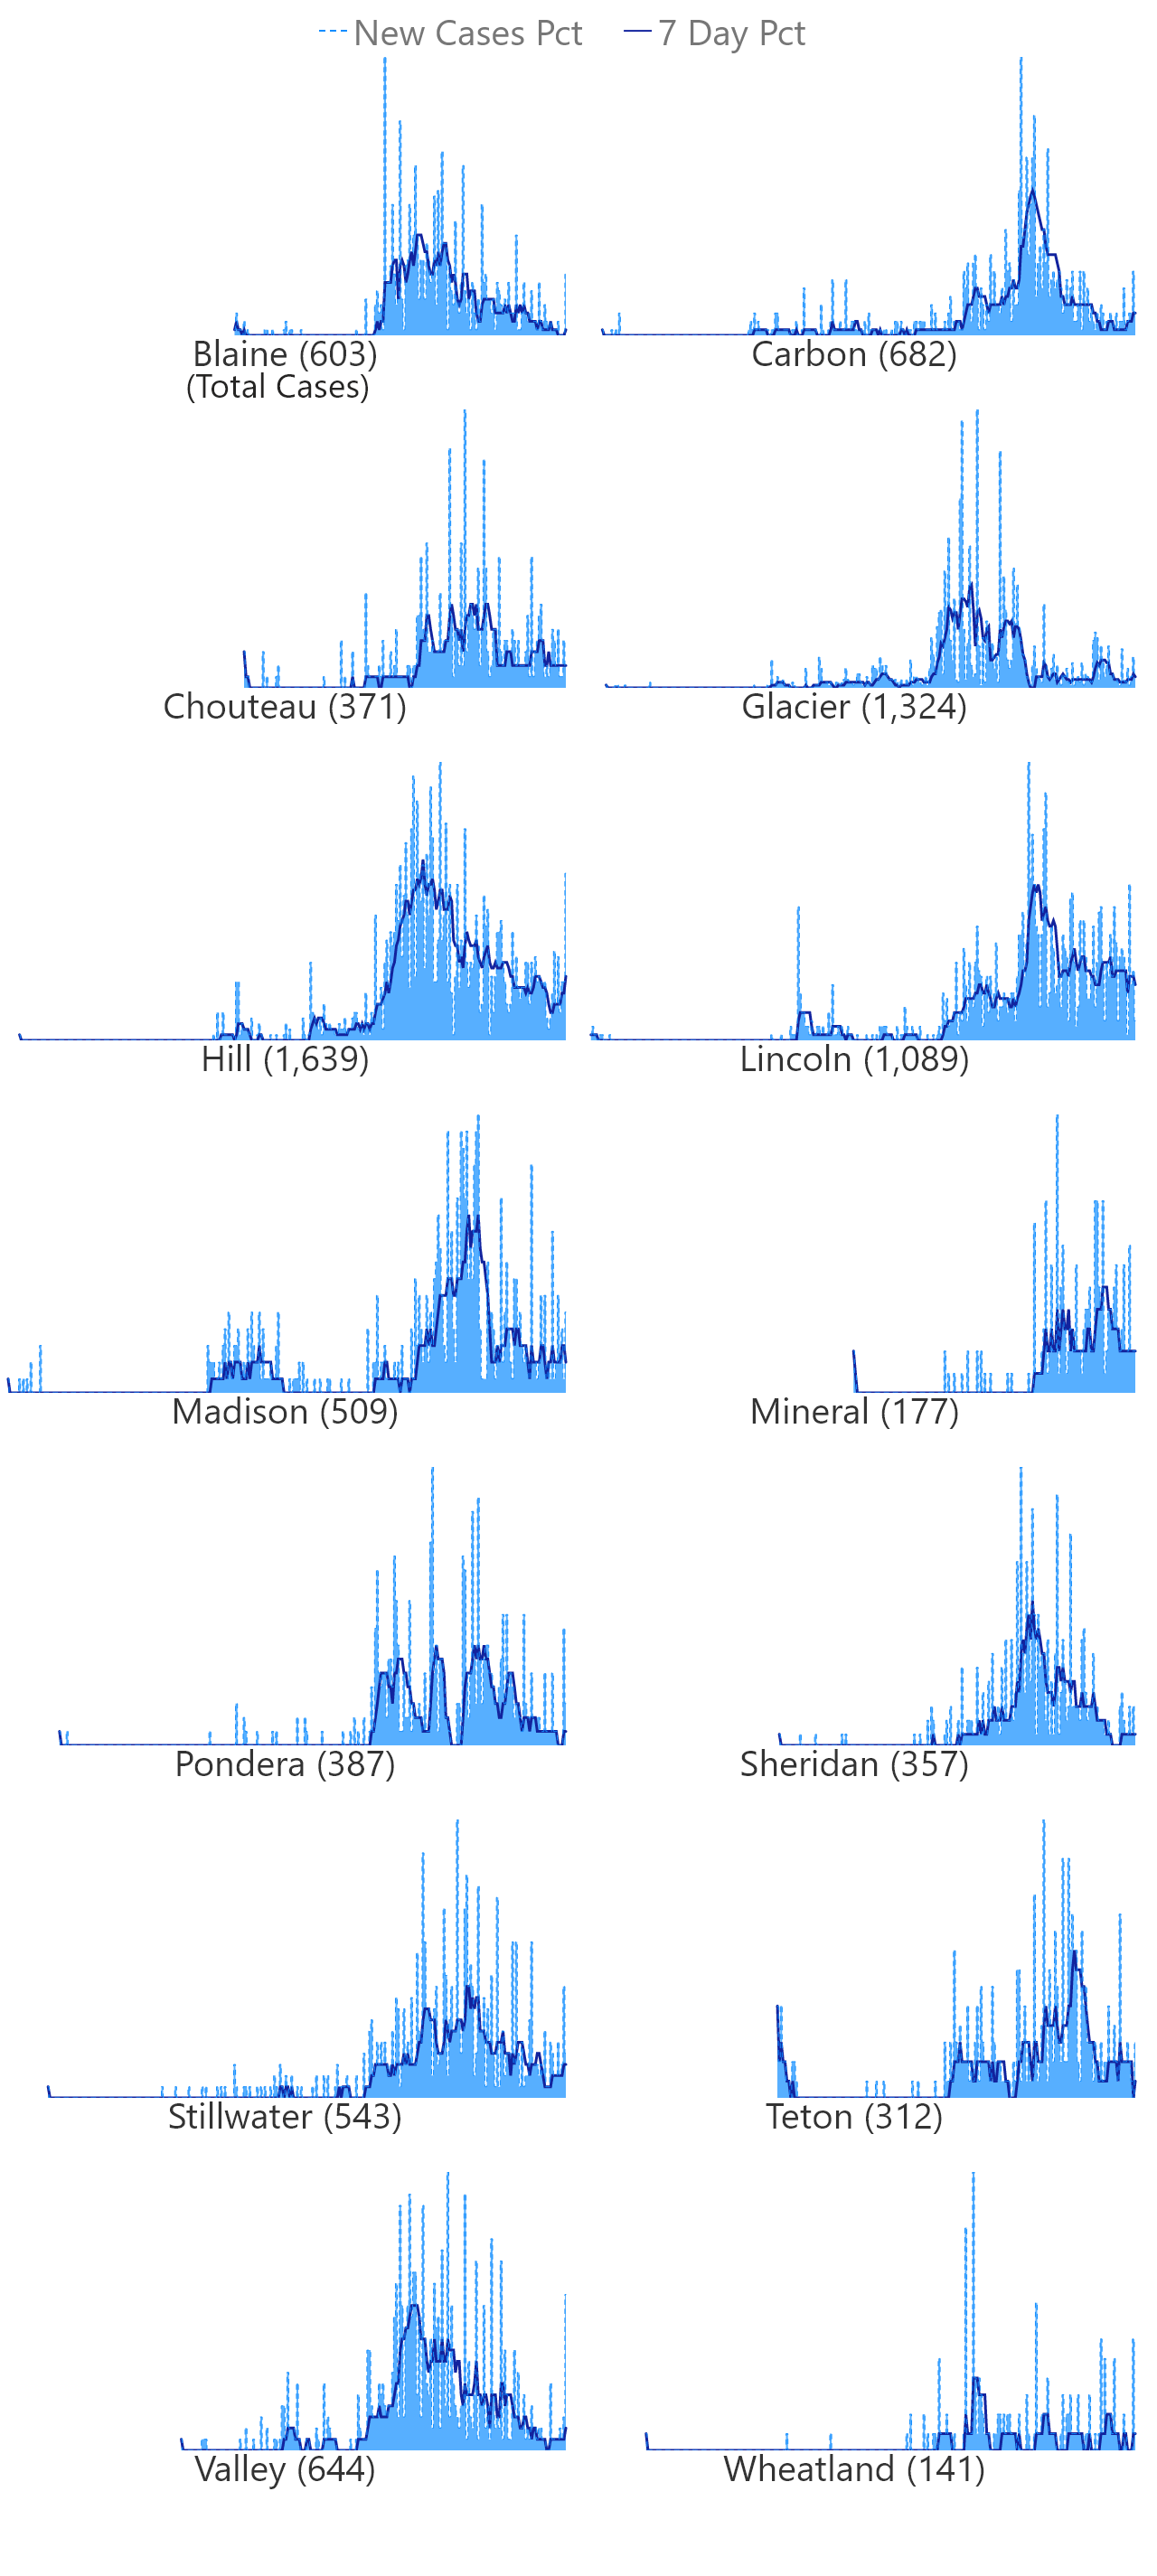 New Cases Pct 7 Day Pct
Blaine (603) Carbon (682)
(Total Cases)
Chouteau (371) Glacier (1,324)
Hill (1,639) Lincoln (1,089)
Madison (509) Mineral (177)
Pondera (387) Sheridan (357)
Stillwater (543) Teton (312)
Valley (644) Wheatland (141)